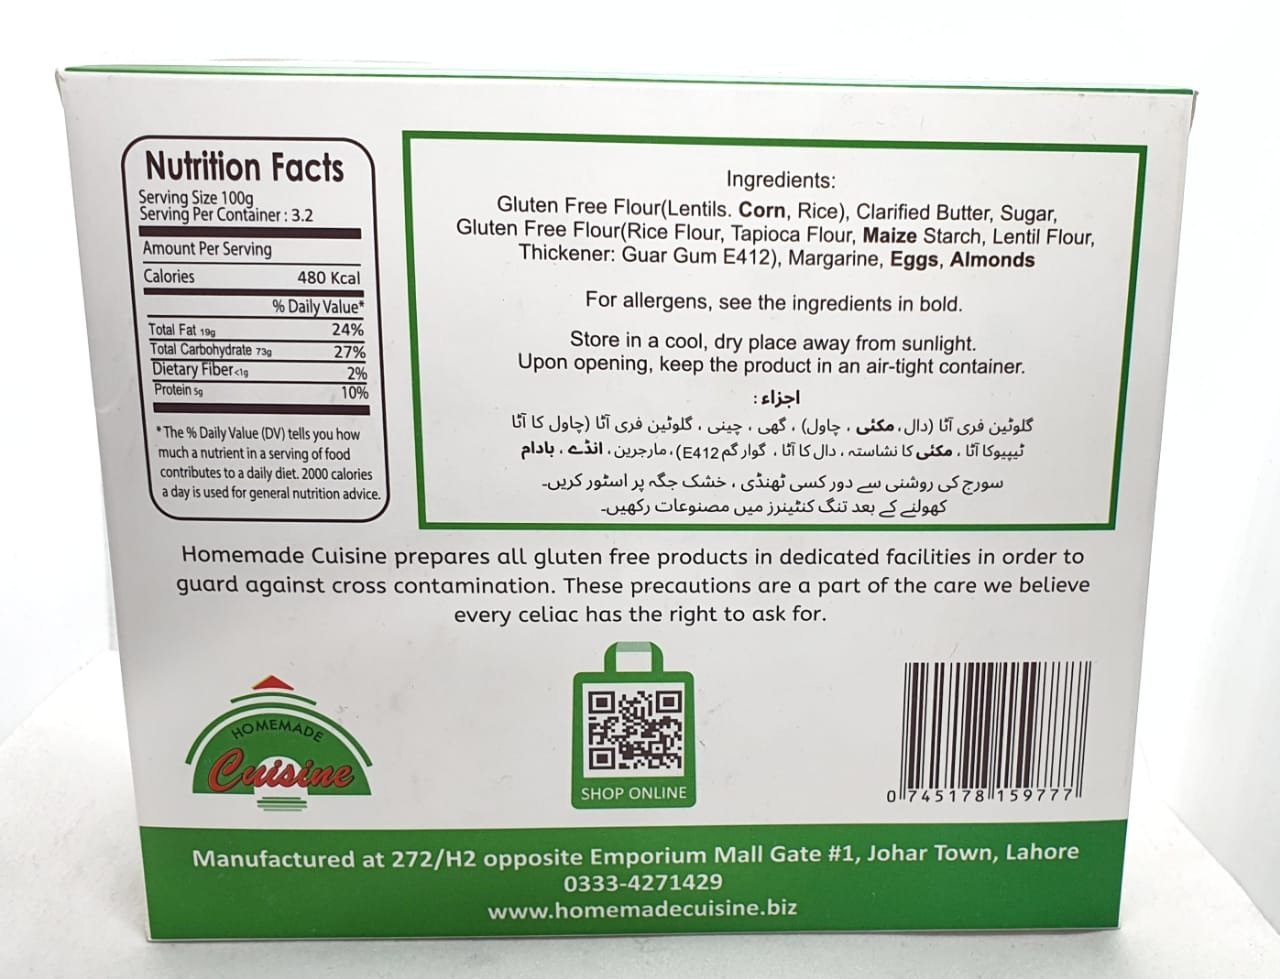 Nutrition Facts
Serving Size 100g
Serving Per Container : 3.2
Amount Per Serving
Calories 480 Kcal
% Daily Value*
Total Fat 19g 24%
Total Carbohydrate 73g 27%
Dietary Fiber <1g 2%
Protein 5g 10%
*The % Daily Value (DV) tells you how
much a nutrient in a serving of food
contributes to a daily diet. 2000 calories
a day is used for general nutrition advice.
Ingredients:
Gluten Free Flour(Lentils. Corn, Rice), Clarified Butter, Sugar,
Gluten Free Flour(Rice Flour, Tapioca Flour, Maize Starch, Lentil Flour,
Thickener: Guar Gum E412), Margarine, Eggs, Almonds
For allergens, see the ingredients in bold.
Store in a cool, dry place away from sunlight.
Upon opening, keep the product in an air-tight container.
اجزاء :
گلوٹین فری آٹا (دال، مکئی ، چاول) ، گھی ، چینی ، گلوٹین فری آٹا (چاول کا آٹا
ٹیپیوکا آٹا ، مکئی کا نشاستہ ، دال کا آٹا ، گوار گم E412) ، مارجرین ، انڈے ، بادام
سورج کی روشنی سے دور کسی ٹھنڈی ، خشک جگہ پر اسٹور کریں۔
کھولنے کے بعد تنگ کنٹینرز میں مصنوعات رکھیں۔
Homemade Cuisine prepares all gluten free products in dedicated facilities in order to
guard against cross contamination. These precautions are a part of the care we believe
every celiac has the right to ask for.
HOMEMADE
Cuisine
SHOP ONLINE
0 745178 159777
Manufactured at 272/H2 opposite Emporium Mall Gate #1, Johar Town, Lahore
0333-4271429
www.homemadecuisine.biz